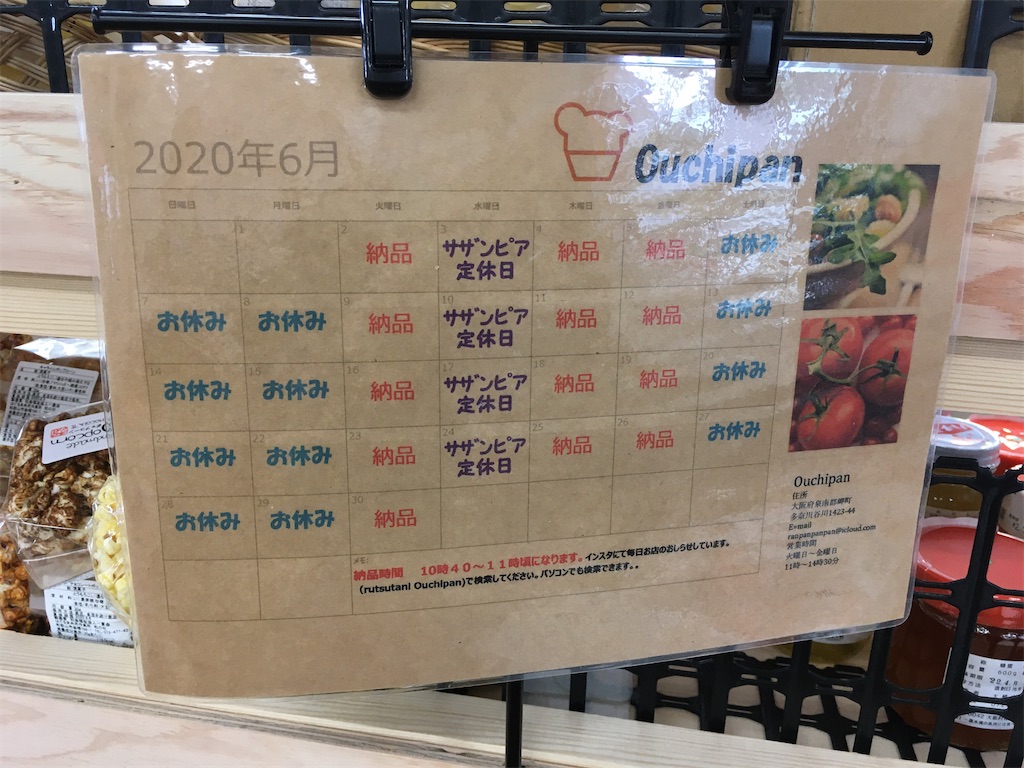 2020年6月
Ouchipan
日曜日 月曜日 火曜日 水曜日 木曜日 金曜日 土曜日
1 2 3 4 5
納品 サザンピア 定休日 納品 納品 お休み
7 8 9 10 11 12 13
お休み お休み 納品 サザンピア 定休日 納品 納品 お休み
14 15 16 17 18 19 20
お休み お休み 納品 サザンピア 定休日 納品 納品 お休み
21 22 23 24 25 26 27
お休み お休み 納品 サザンピア 定休日 納品 納品 お休み
28 29 30
お休み お休み 納品
メモ:
納品時間 10時40〜11時頃になります。インスタにて毎日お店のおしらせしています。
(rutsutani Ouchipan)で検索してください。パソコンでも検索できます。。
Ouchipan
住所
大阪府泉南郡岬町
多奈川谷川1423-44
E=mail
raupanpanpan@icloud.com
営業時間
火曜日〜金曜日
11時〜14時30分
popcorn
600g